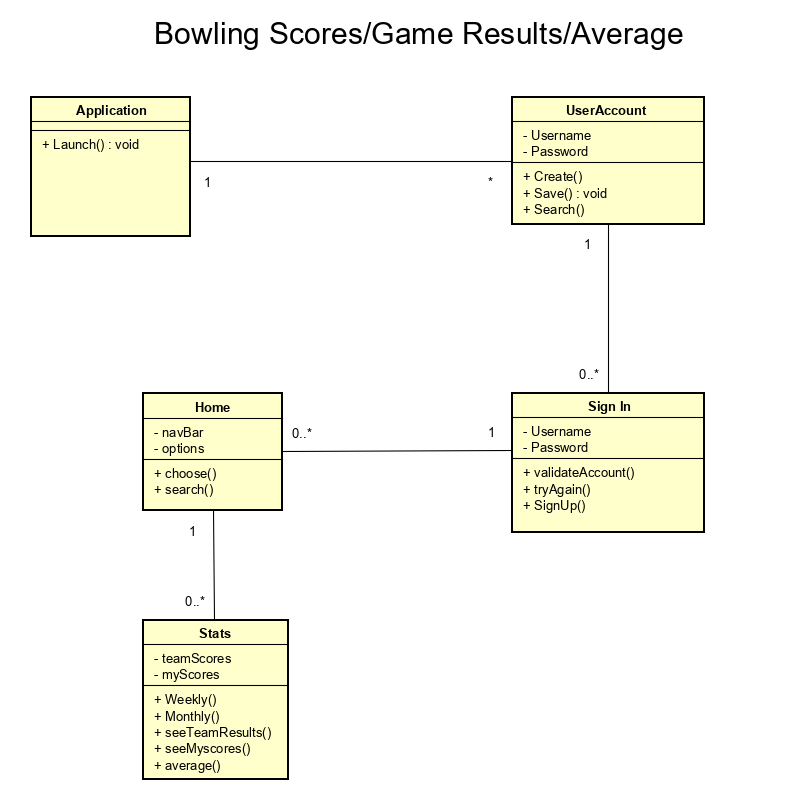 Bowling Scores/Game Results/Average
Application
+ Launch() : void
1
*
UserAccount
- Username
- Password
+ Create()
+ Save() : void
+ Search()
1
0..*
Home
- navBar
- options
+ choose()
+ search()
0..*
1
Sign In
- Username
- Password
+ validateAccount()
+ tryAgain()
+ SignUp()
1
0..*
Stats
- teamScores
- myScores
+ Weekly()
+ Monthly()
+ seeTeamResults()
+ seeMyscores()
+ average()